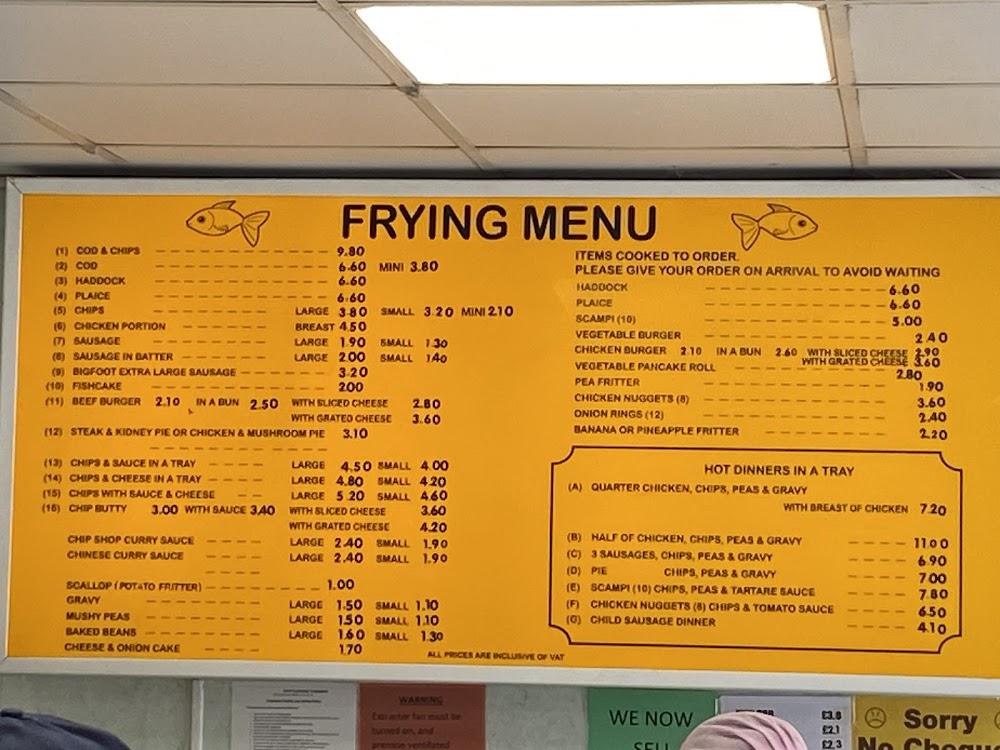 FRYING MENU
(1) COD & CHIPS 9.80
(2) COD 6.60 MINI 3.80
(3) HADDOCK 6.60
(4) PLAICE 6.60
(5) CHIPS LARGE 3.80 SMALL 3.20 MINI 2.10
(6) CHICKEN PORTION BREAST 4.50
(7) SAUSAGE LARGE 1.90 SMALL 1.30
(8) SAUSAGE IN BATTER LARGE 2.00 SMALL 1.40
(9) BIGFOOT EXTRA LARGE SAUSAGE 3.20
(10) FISHCAKE 2.00
(11) BEEF BURGER 2.10 IN A BUN 2.50 WITH SLICED CHEESE 2.80
WITH GRATED CHEESE 3.60
(12) STEAK & KIDNEY PIE OR CHICKEN & MUSHROOM PIE 3.10
(13) CHIPS & SAUCE IN A TRAY LARGE 4.50 SMALL 4.00
(14) CHIPS & CHEESE IN A TRAY LARGE 4.80 SMALL 4.20
(15) CHIPS WITH SAUCE & CHEESE LARGE 5.20 SMALL 4.60
(16) CHIP BUTTY 3.00 WITH SAUCE 3.40 WITH SLICED CHEESE 3.60
WITH GRATED CHEESE 4.20
CHIP SHOP CURRY SAUCE LARGE 2.40 SMALL 1.90
CHINESE CURRY SAUCE LARGE 2.40 SMALL 1.90
SCALLOP (POTATO FRITTER) 1.00
GRAVY LARGE 1.50 SMALL 1.10
MUSHY PEAS LARGE 1.50 SMALL 1.10
BAKED BEANS LARGE 1.60 SMALL 1.30
CHEESE & ONION CAKE 1.70
ALL PRICES ARE INCLUSIVE OF VAT
ITEMS COOKED TO ORDER.
PLEASE GIVE YOUR ORDER ON ARRIVAL TO AVOID WAITING
HADDOCK 6.60
PLAICE 6.60
SCAMPI (10) 5.00
VEGETABLE BURGER 2.40
CHICKEN BURGER 2.10 IN A BUN 2.60 WITH SLICED CHEESE 2.90
WITH GRATED CHEESE 3.60
VEGETABLE PANCAKE ROLL 2.80
PEA FRITTER 1.90
CHICKEN NUGGETS (8) 3.60
ONION RINGS (12) 2.40
BANANA OR PINEAPPLE FRITTER 2.20
HOT DINNERS IN A TRAY
(A) QUARTER CHICKEN, CHIPS, PEAS & GRAVY
WITH BREAST OF CHICKEN 7.20
(B) HALF OF CHICKEN, CHIPS, PEAS & GRAVY 11.00
(C) 3 SAUSAGES, CHIPS, PEAS & GRAVY 6.90
(D) PIE CHIPS, PEAS & GRAVY 7.00
(E) SCAMPI (10) CHIPS, PEAS & TARTARE SAUCE 7.80
(F) CHICKEN NUGGETS (8) CHIPS & TOMATO SAUCE 6.50
(G) CHILD SAUSAGE DINNER 4.10
WARNING
Extractor fan must be
turned on, and
premise ventilated
WE NOW
SELL
£3.8
£2.1
£2.3
Sorry
No